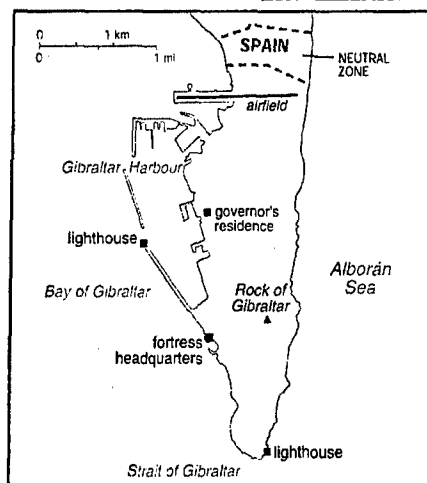 SPAIN
0 1 km
0 1 mi
NEUTRAL
ZONE
airfield
Gibraltar Harbour
governor's
residence
lighthouse
Alborán
Sea
Bay of Gibraltar
Rock of
Gibraltar
fortress
headquarters
lighthouse
Strait of Gibraltar